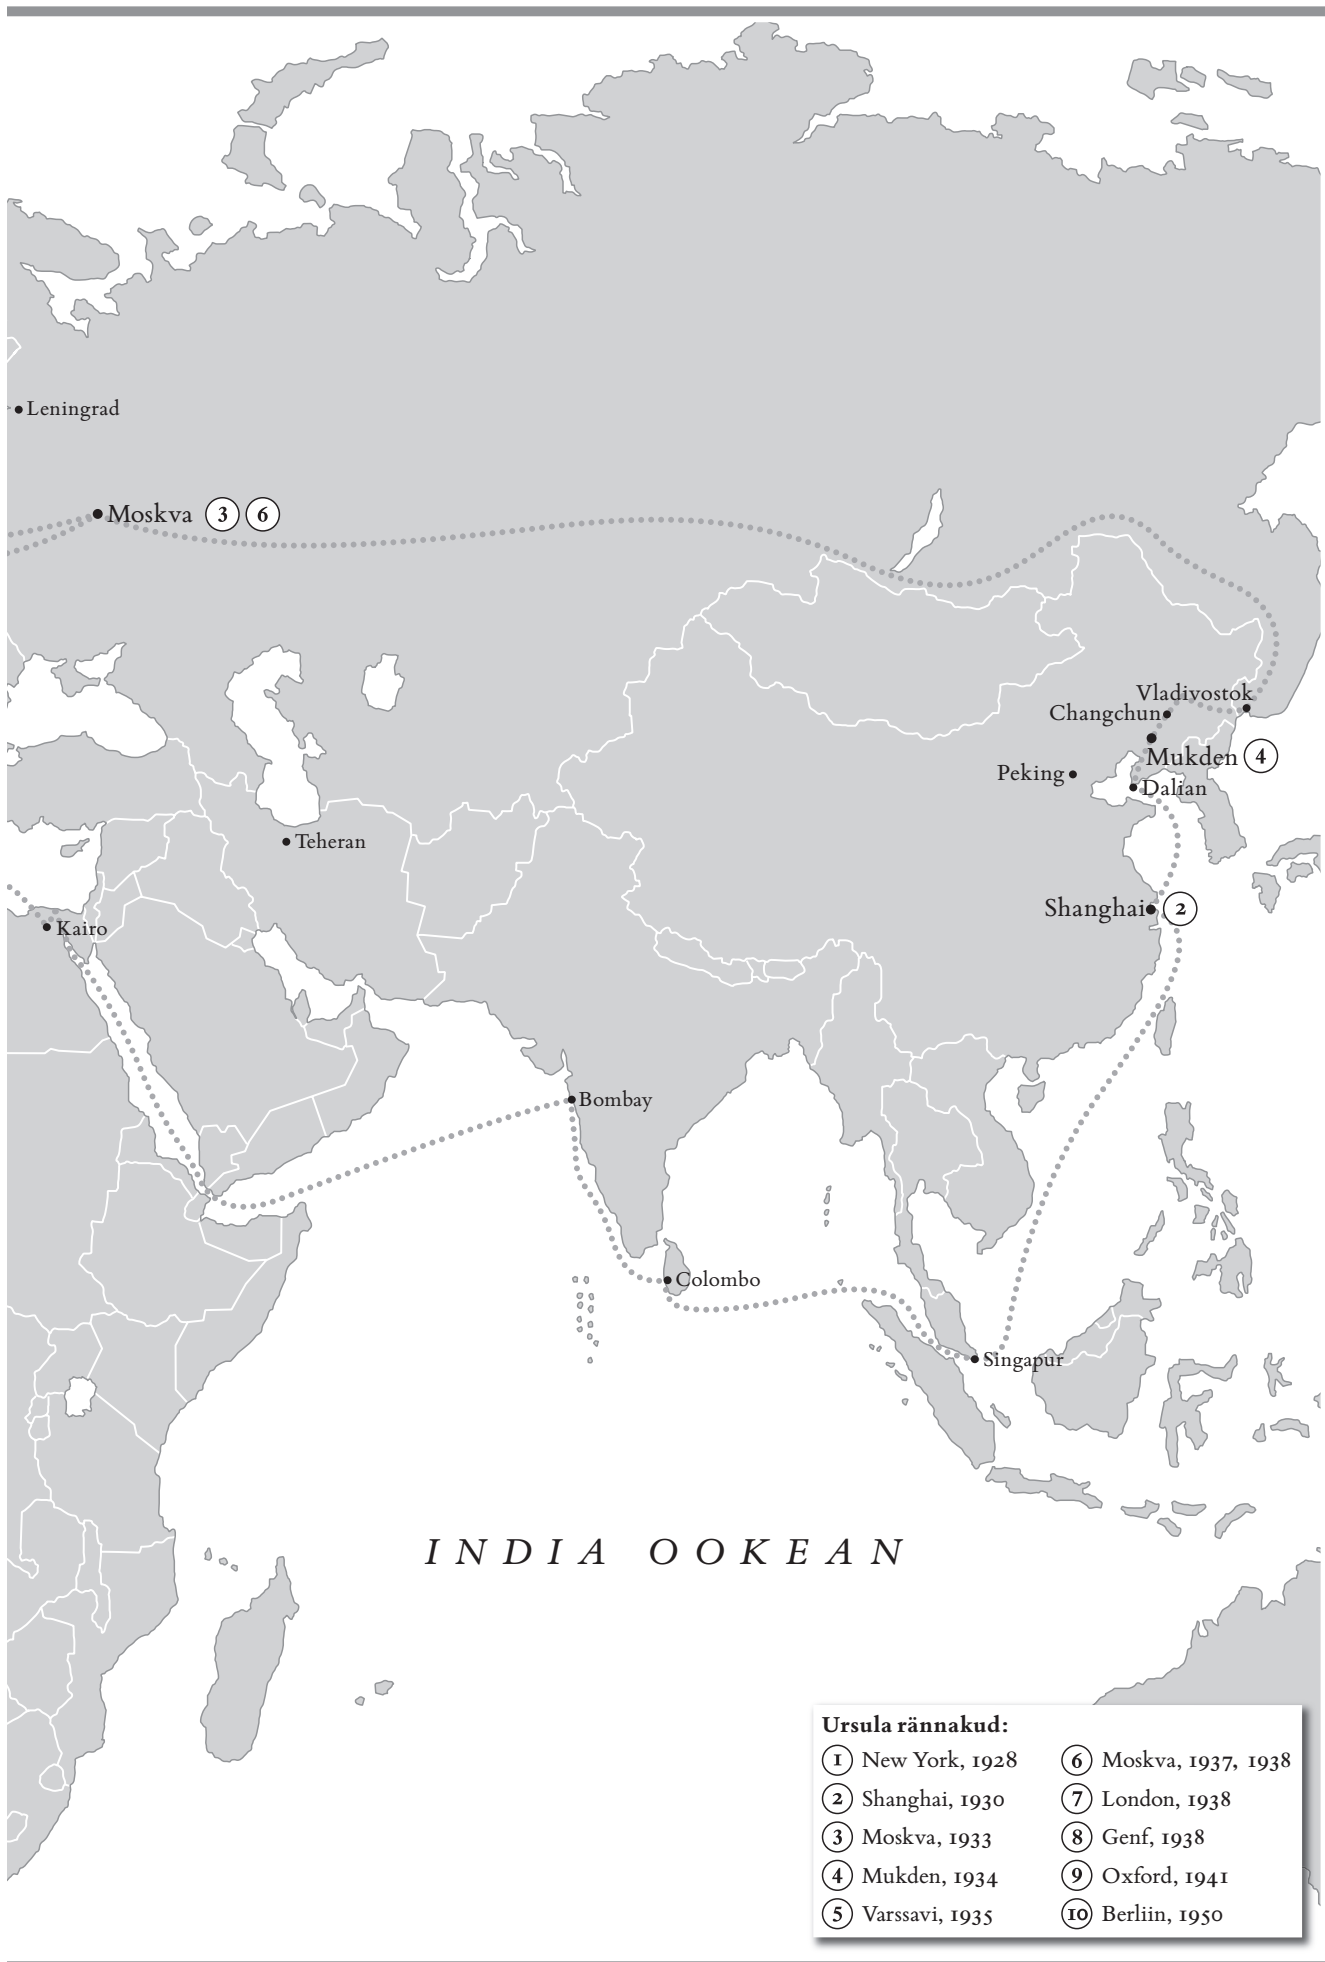 Leningrad
Moskva 3 6
Vladivostok
Changchun
Mukden 4
Peking
Dalian
Teheran
Shanghai 2
Kairo
Bombay
Colombo
Singapur
INDIA OOKEAN
Ursula rännakud:
1 New York, 1928
2 Shanghai, 1930
3 Moskva, 1933
4 Mukden, 1934
5 Varssavi, 1935
6 Moskva, 1937, 1938
7 London, 1938
8 Genf, 1938
9 Oxford, 1941
10 Berliin, 1950